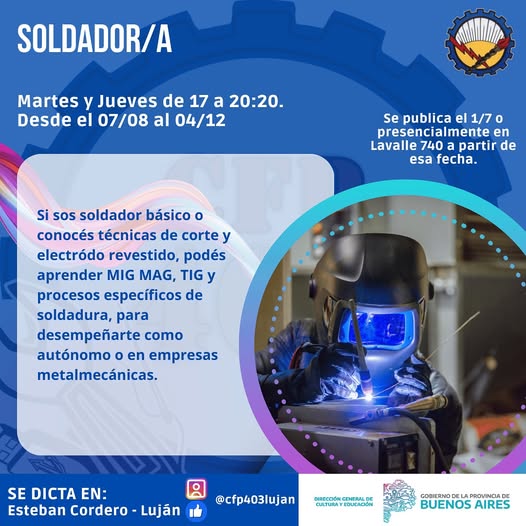 SOLDADOR/A
Martes y Jueves de 17 a 20:20.
Desde el 07/08 al 04/12
Se publica el 1/7 o
presencialmente en
Lavalle 740 a partir de
esa fecha.
Si sos soldador básico o
conocés técnicas de corte y
electródo revestido, podés
aprender MIG MAG, TIG y
procesos específicos de
soldadura, para
desempeñarte como
autónomo o en empresas
metalmecánicas.
SE DICTA EN:
Esteban Cordero - Luján
@cfp403lujan
DIRECCIÓN GENERAL DE
CULTURA Y EDUCACIÓN
GOBIERNO DE LA PROVINCIA DE
BUENOS AIRES